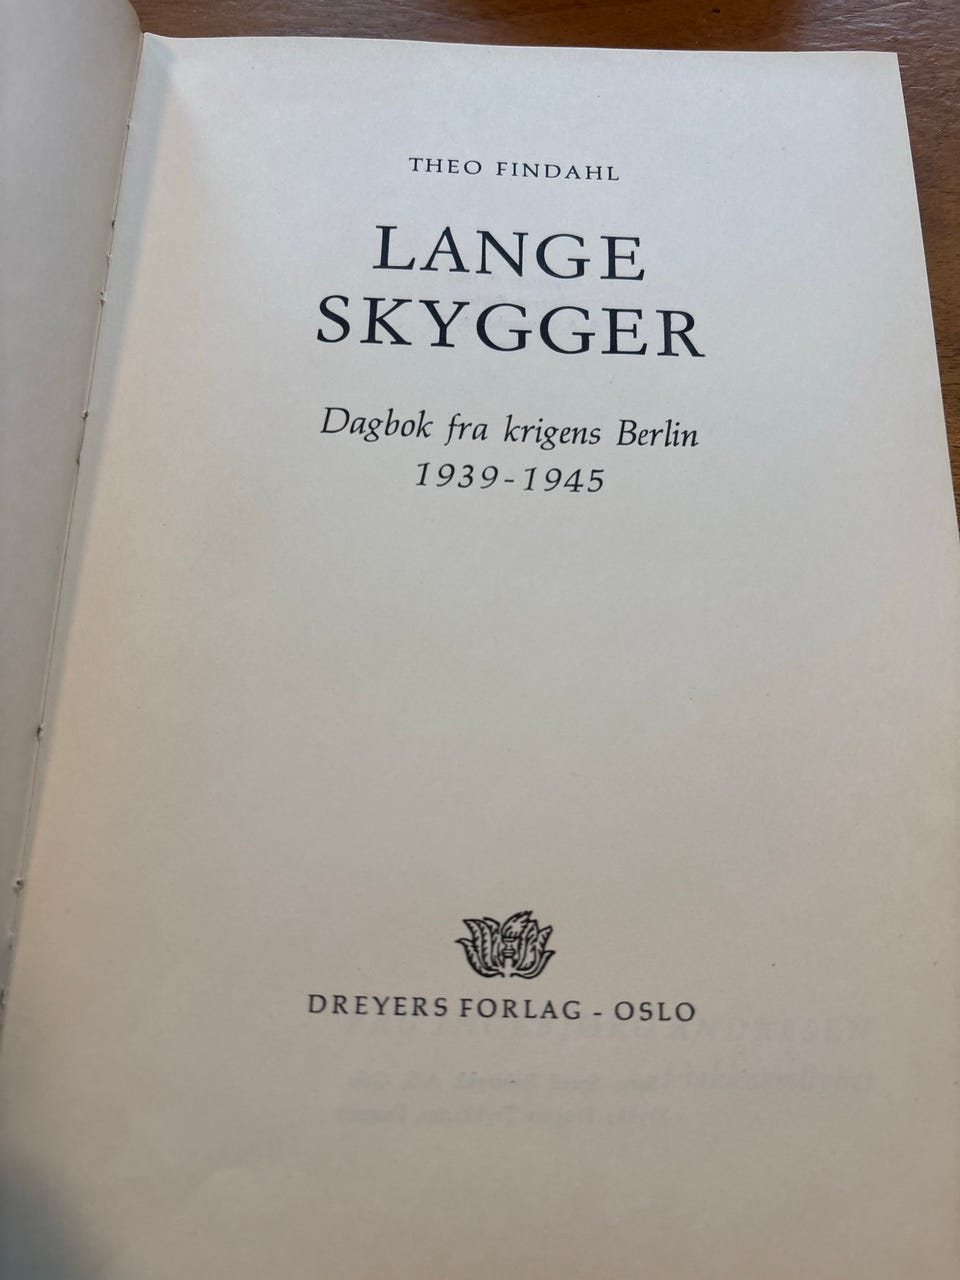 THEO FINDAHL
LANGE
SKYGGER
Dagbok fra krigens Berlin
1939-1945
DREYERS FORLAG - OSLO